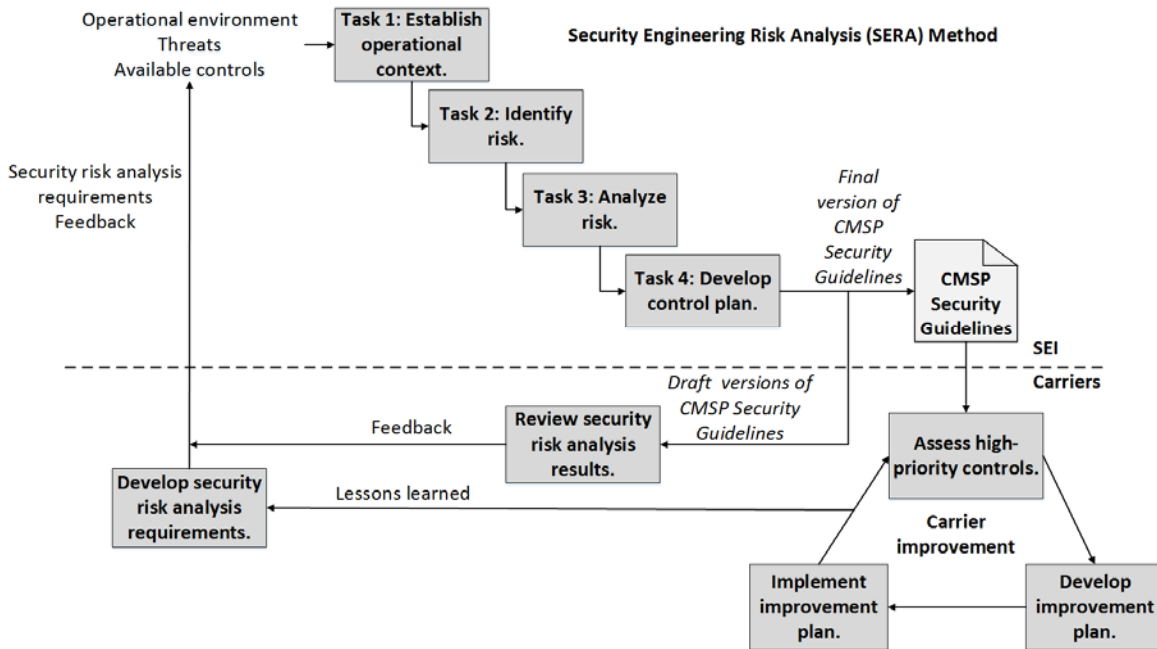 Operational environment
Threats
Available controls
Task 1: Establish
operational
context.
Security Engineering Risk Analysis (SERA) Method
Task 2: Identify
risk.
Security risk analysis
requirements
Feedback
Task 3: Analyze
risk.
Final
version of
CMSP
Security
Guidelines
Task 4: Develop
control plan.
CMSP
Security
Guidelines
SEI
Carriers
Draft versions of
CMSP Security
Guidelines
Feedback
Review security
risk analysis
results.
Assess high-
priority controls.
Develop security
risk analysis
requirements.
Lessons learned
Carrier
improvement
Implement
improvement
plan.
Develop
improvement
plan.